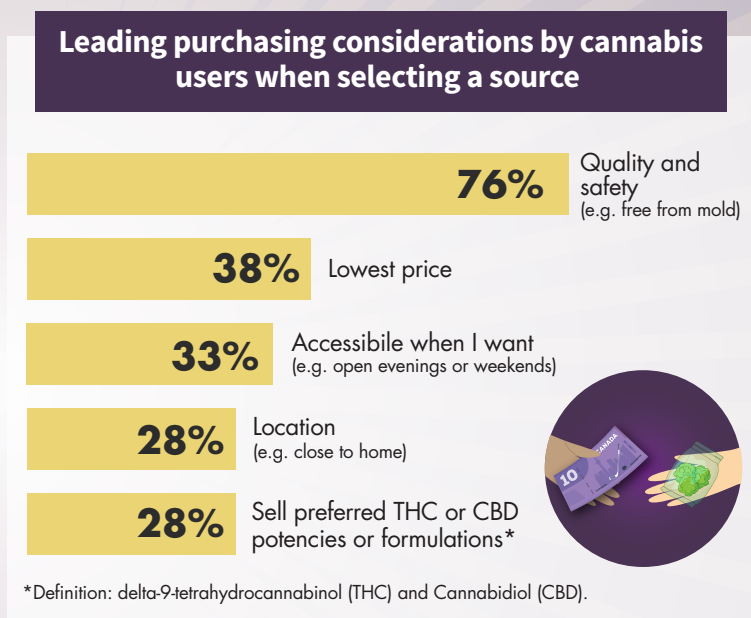 Leading purchasing considerations by cannabis
users when selecting a source
76%
Quality and
safety
(e.g. free from mold)
38%
Lowest price
33%
Accessibile when I want
(e.g. open evenings or weekends)
28%
Location
(e.g. close to home)
28%
Sell preferred THC or CBD
potencies or formulations*
10
CANADA
*Definition: delta-9-tetrahydrocannabinol (THC) and Cannabidiol (CBD).